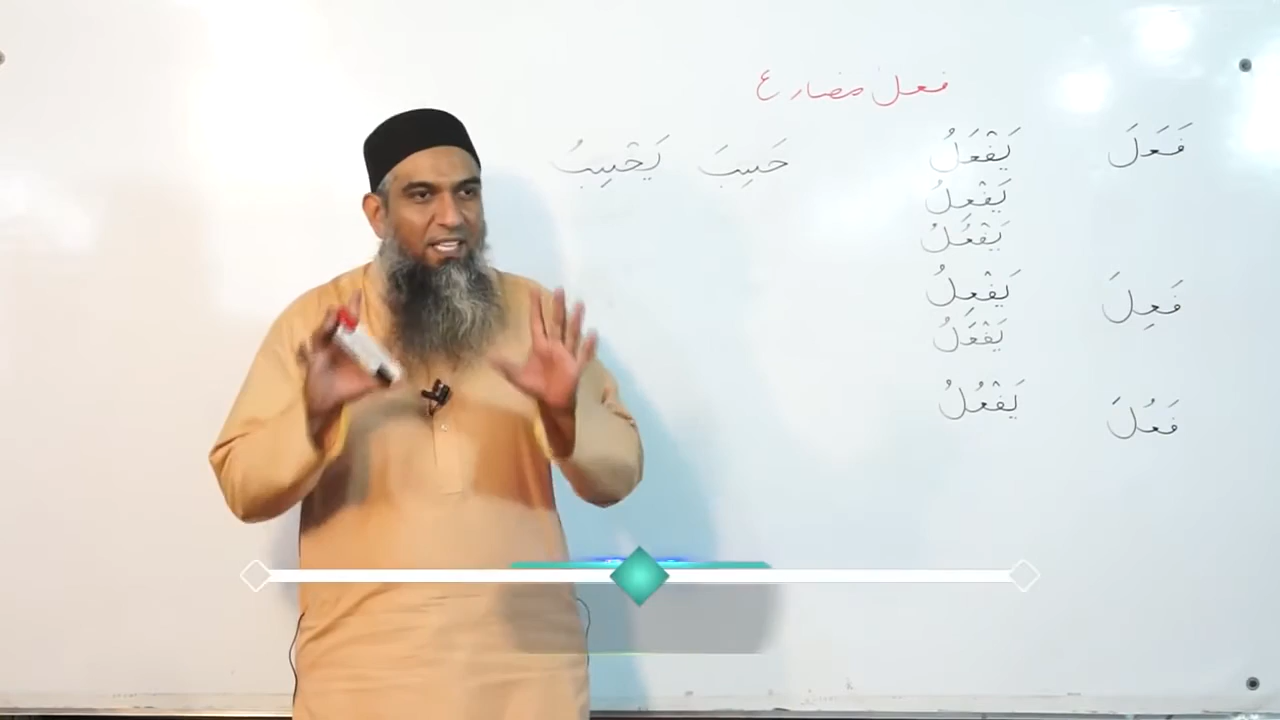 فعل مضارع
فَعَلَ يَفْعَلُ حَسِبَ يَحْسِبُ
يَفْعِلُ
يَفْعُلُ
فَعِلَ يَفْعِلُ
يَفْعَلُ
فَعُلَ يَفْعُلُ